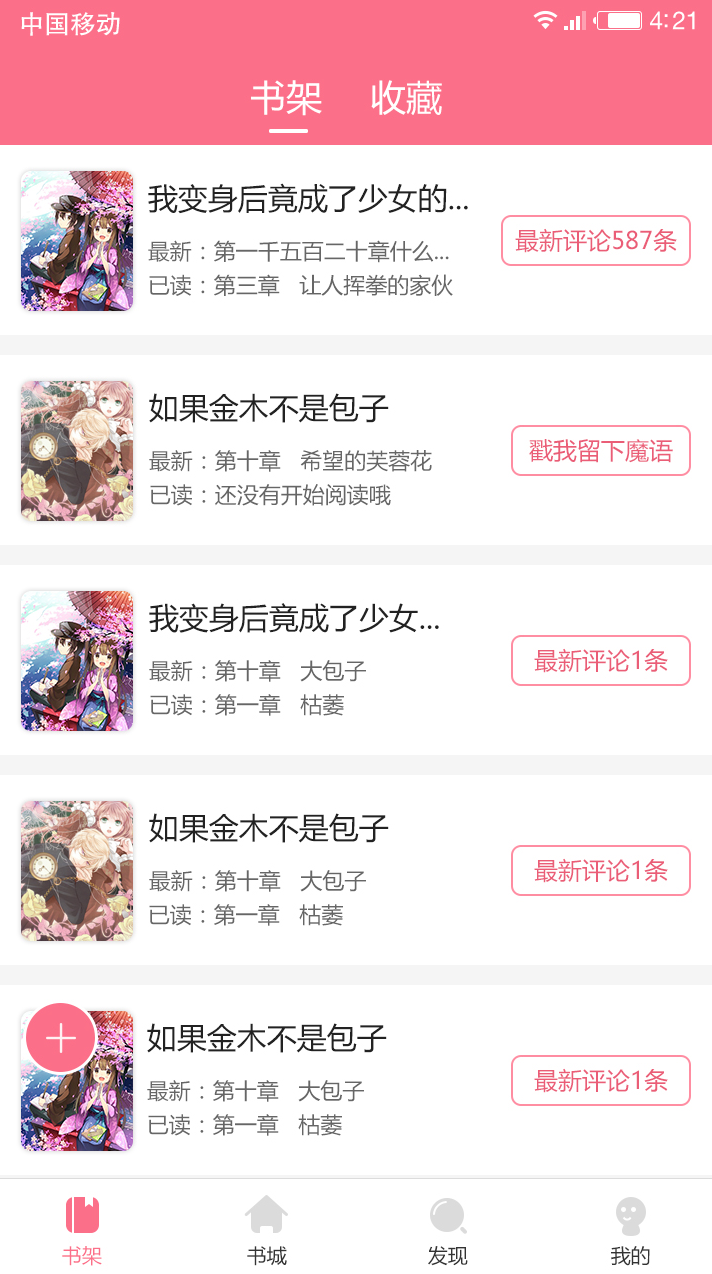 中国移动 4:21
书架 收藏
我变身后竟成了少女的...
最新：第一千五百二十章什么...
已读：第三章 让人挥拳的家伙
最新评论587条
如果金木不是包子
最新：第十章 希望的芙蓉花
已读：还没有开始阅读哦
戳我留下魔语
我变身后竟成了少女...
最新：第十章 大包子
已读：第一章 枯萎
最新评论1条
如果金木不是包子
最新：第十章 大包子
已读：第一章 枯萎
最新评论1条
如果金木不是包子
最新：第十章 大包子
已读：第一章 枯萎
最新评论1条
书架 书城 发现 我的